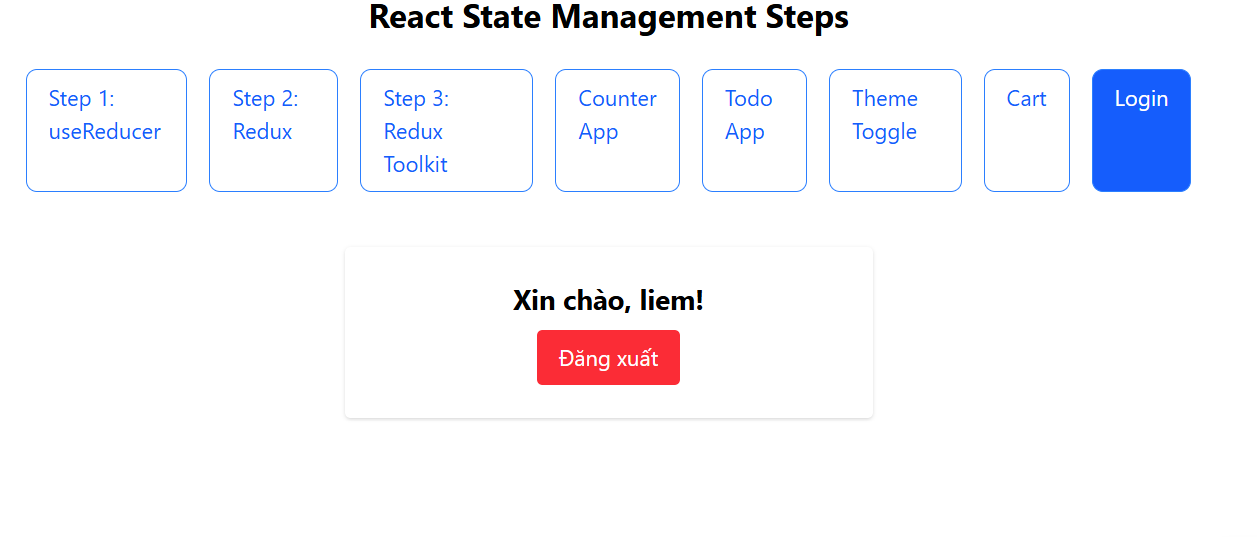 React State Management Steps
Step 1:
useReducer
Step 2:
Redux
Step 3:
Redux
Toolkit
Counter
App
Todo
App
Theme
Toggle
Cart
Login
Xin chào, liem!
Đăng xuất